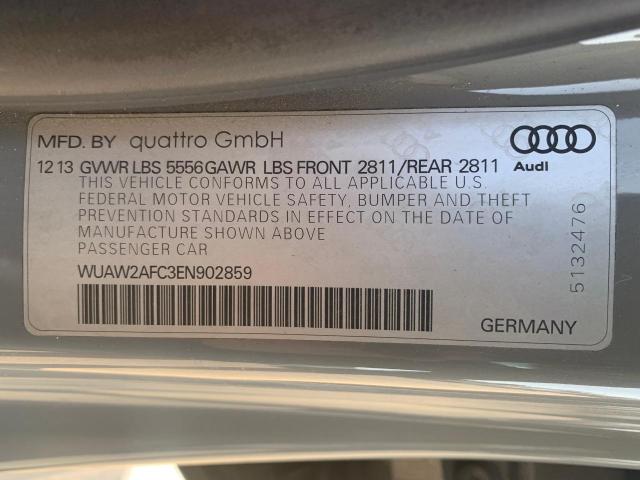 MFD. BY quattro GmbH
12 13 GVWR LBS 5556 GAWR LBS FRONT 2811/REAR 2811 Audi
THIS VEHICLE CONFORMS TO ALL APPLICABLE U.S.
FEDERAL MOTOR VEHICLE SAFETY, BUMPER AND THEFT
PREVENTION STANDARDS IN EFFECT ON THE DATE OF
MANUFACTURE SHOWN ABOVE
PASSENGER CAR
WUAW2AFC3EN902859
GERMANY
5132476